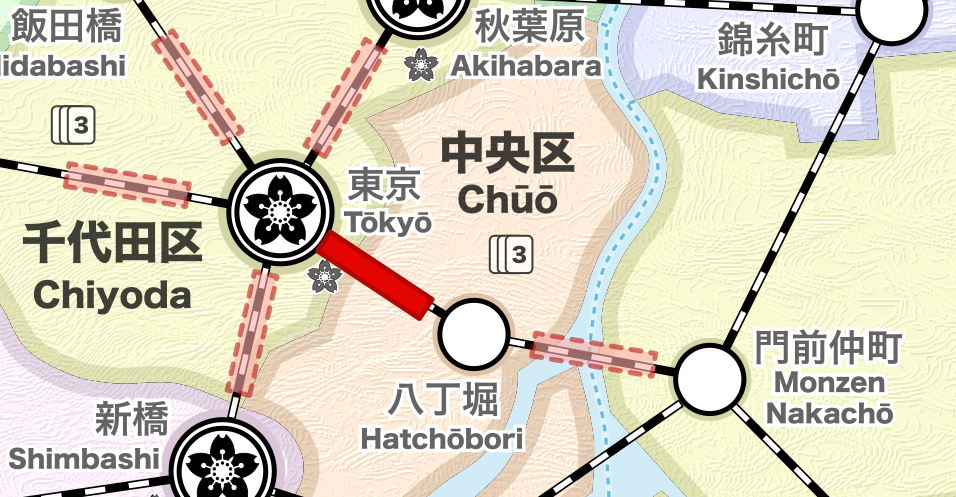 飯田橋
Iidabashi
秋葉原
Akihabara
錦糸町
Kinshichō
3
中央区
Chūō
東京
Tōkyō
3
千代田区
Chiyoda
門前仲町
Monzen
Nakachō
八丁堀
Hatchōbori
新橋
Shimbashi